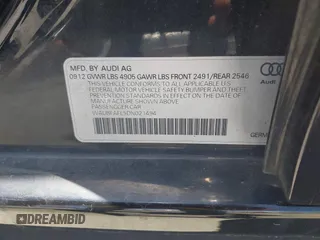 MFD. BY AUDI AG
0912 GVWR LBS 4905 GAWR LBS FRONT 2491/REAR 2546
THIS VEHICLE CONFORMS TO ALL APPLICABLE U.S.
FEDERAL MOTOR VEHICLE SAFETY, BUMPER AND THEFT
PREVENTION STANDARDS IN EFFECT ON THE DATE OF
MANUFACTURE SHOWN ABOVE.
PASSENGER CAR
Audi
GERM
DREAMBID